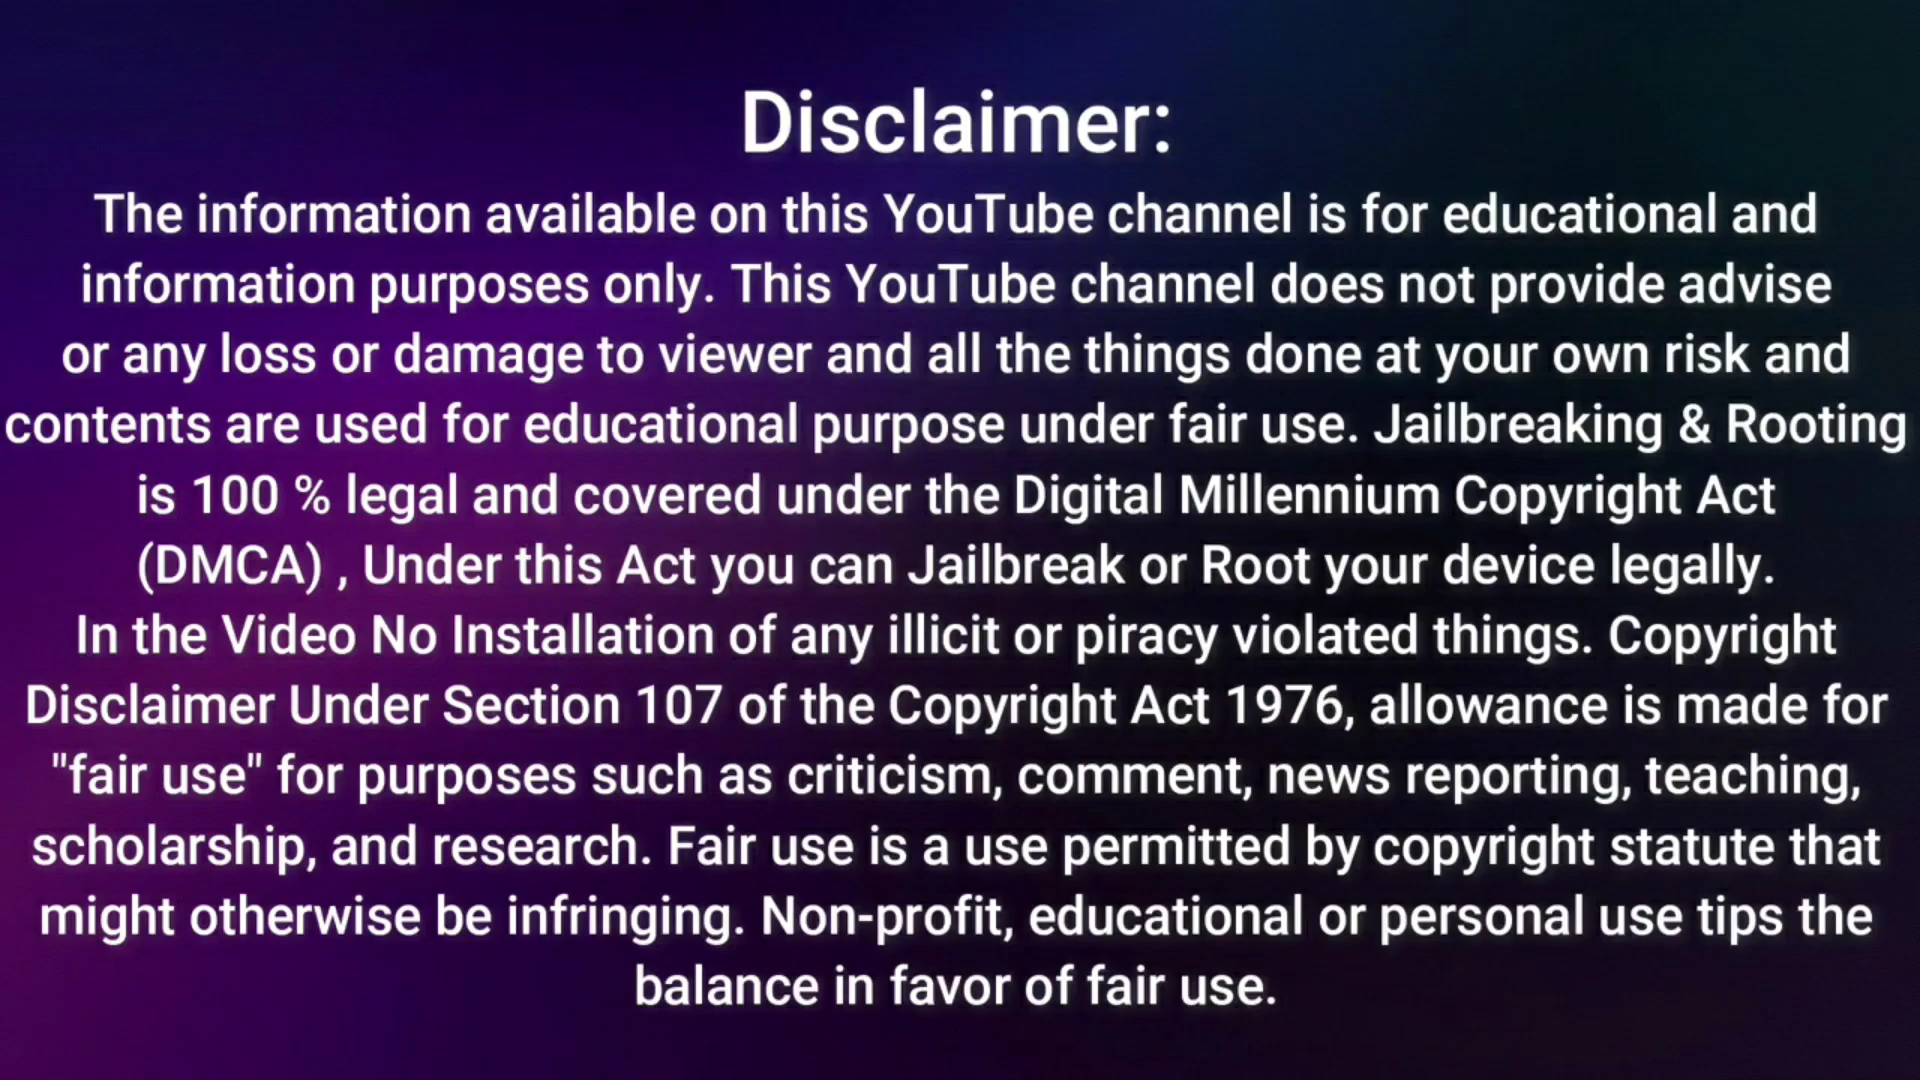 Disclaimer:
The information available on this YouTube channel is for educational and
information purposes only. This YouTube channel does not provide advise
or any loss or damage to viewer and all the things done at your own risk and
contents are used for educational purpose under fair use. Jailbreaking & Rooting
is 100 % legal and covered under the Digital Millennium Copyright Act
(DMCA) , Under this Act you can Jailbreak or Root your device legally.
In the Video No Installation of any illicit or piracy violated things. Copyright
Disclaimer Under Section 107 of the Copyright Act 1976, allowance is made for
"fair use" for purposes such as criticism, comment, news reporting, teaching,
scholarship, and research. Fair use is a use permitted by copyright statute that
might otherwise be infringing. Non-profit, educational or personal use tips the
balance in favor of fair use.